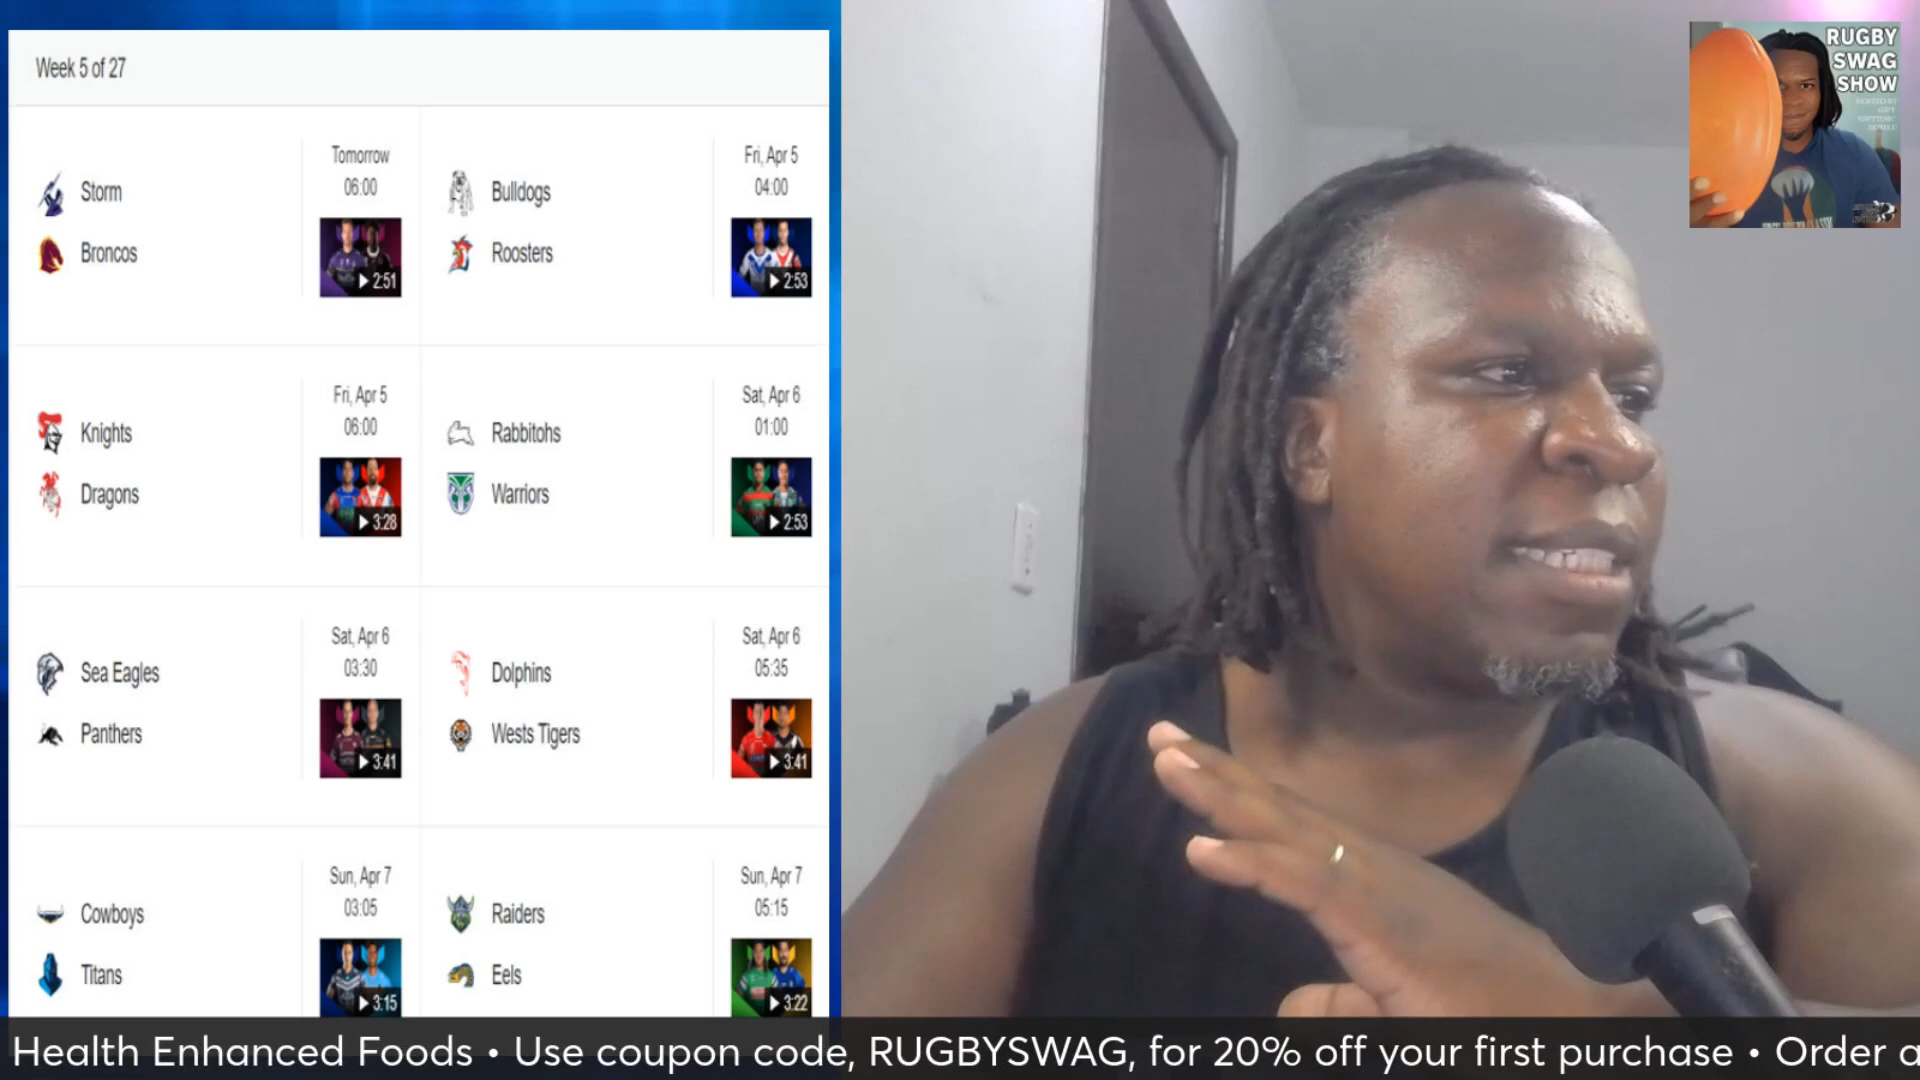 Week 5 of 27
Storm
Broncos
Tomorrow
06:00
2:51
Bulldogs
Roosters
Fri, Apr 5
04:00
2:53
Knights
Dragons
Fri, Apr 5
06:00
3:28
Rabbitohs
Warriors
Sat, Apr 6
01:00
2:53
Sea Eagles
Panthers
Sat, Apr 6
03:30
3:41
Dolphins
Wests Tigers
Sat, Apr 6
05:35
3:41
Cowboys
Titans
Sun, Apr 7
03:05
3:15
Raiders
Eels
Sun, Apr 7
05:15
3:22
RUGBY
SWAG
SHOW
HOSTED BY
Health Enhanced Foods • Use coupon code, RUGBYSWAG, for 20% off your first purchase • Order a